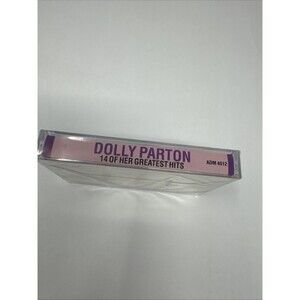 DOLLY PARTON
14 OF HER GREATEST HITS
ADM 4012